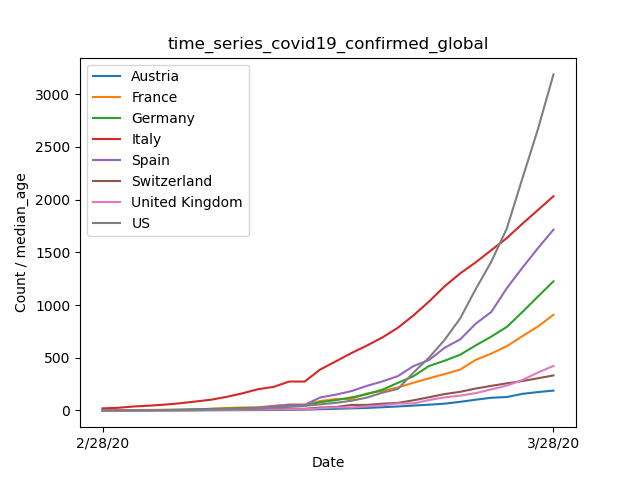 time_series_covid19_confirmed_global
Count / median_age
3000
2500
2000
1500
1000
500
0
Austria
France
Germany
Italy
Spain
Switzerland
United Kingdom
US
2/28/20
3/28/20
Date